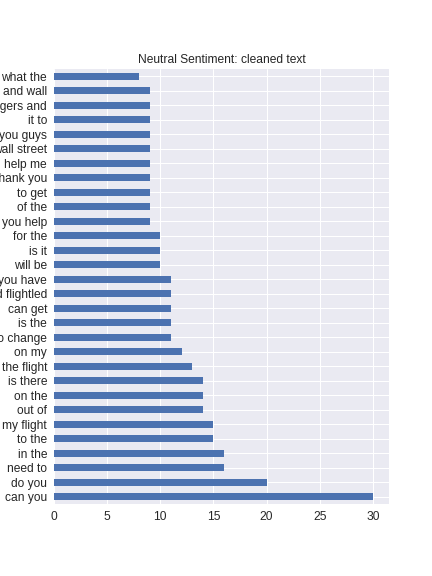 Neutral Sentiment: cleaned text
what the
and wall
gers and
it to
you guys
wall street
help me
hank you
to get
of the
you help
for the
is it
will be
you have
d flightled
can get
is the
o change
on my
the flight
is there
on the
out of
my flight
to the
in the
need to
do you
can you
0 5 10 15 20 25 30